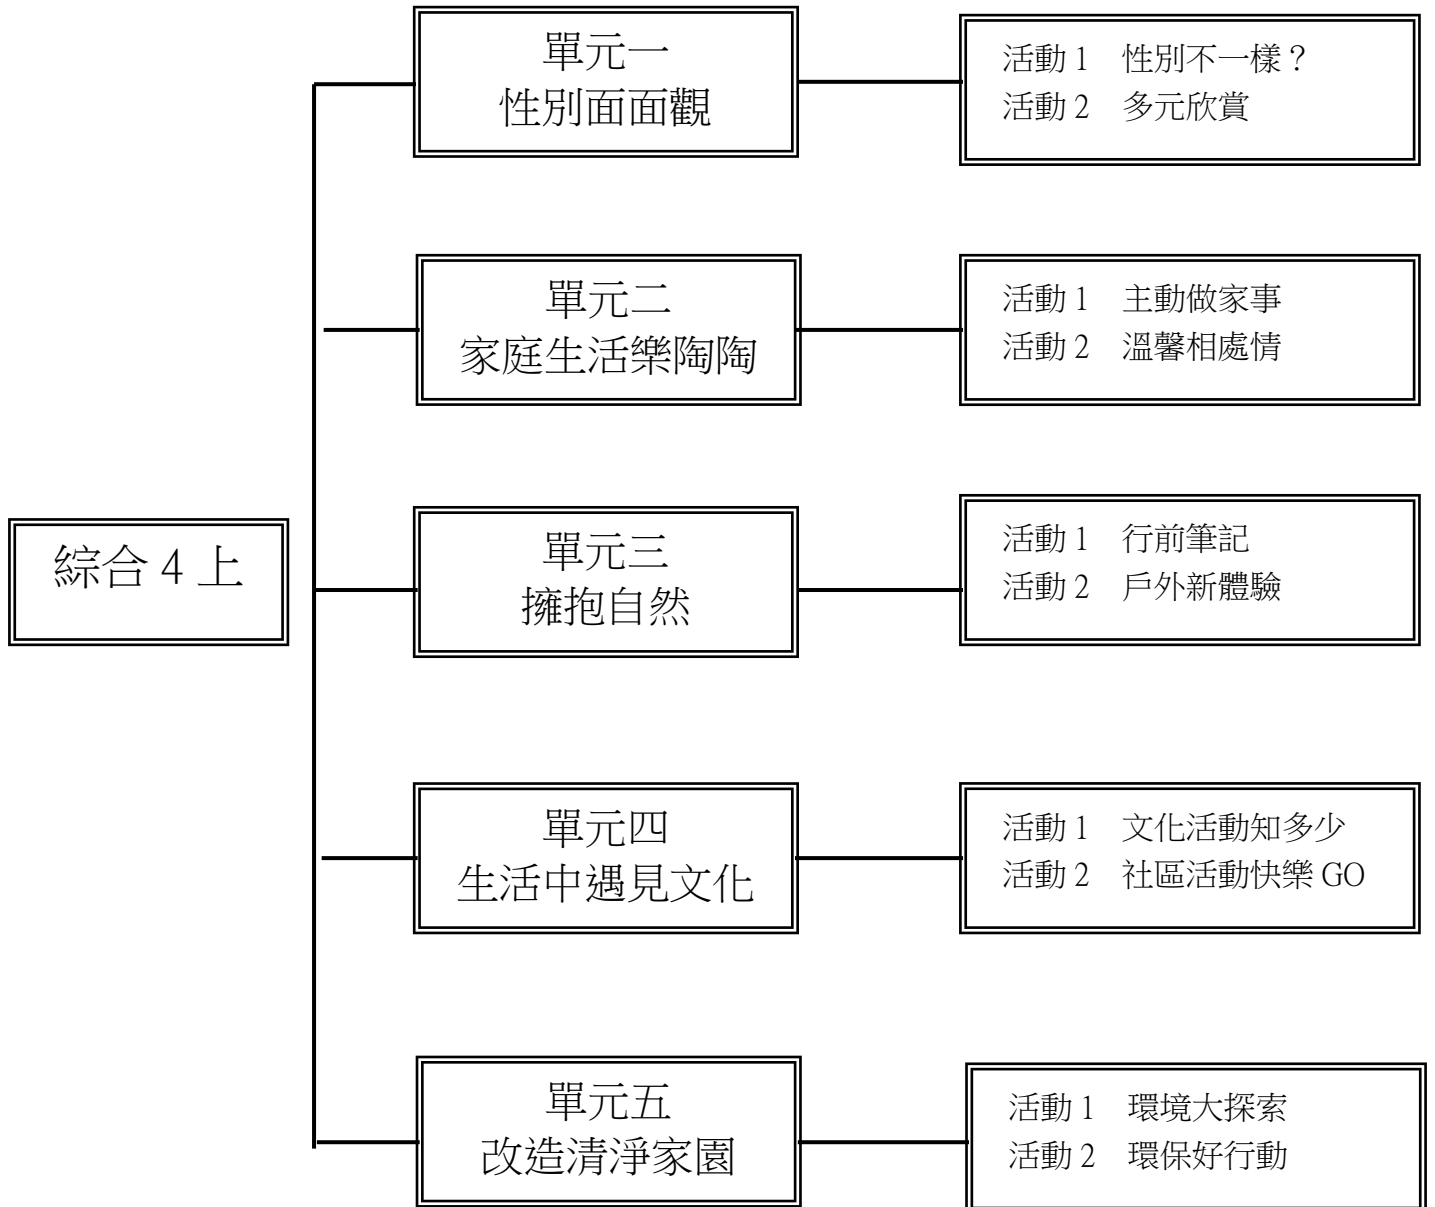 單元一
性別面面觀
活動 1　性別不一樣？
活動 2　多元欣賞
單元二
家庭生活樂陶陶
活動 1　主動做家事
活動 2　溫馨相處情
綜合 4 上
單元三
擁抱自然
活動 1　行前筆記
活動 2　戶外新體驗
單元四
生活中遇見文化
活動 1　文化活動知多少
活動 2　社區活動快樂 GO
單元五
改造清淨家園
活動 1　環境大探索
活動 2　環保好行動